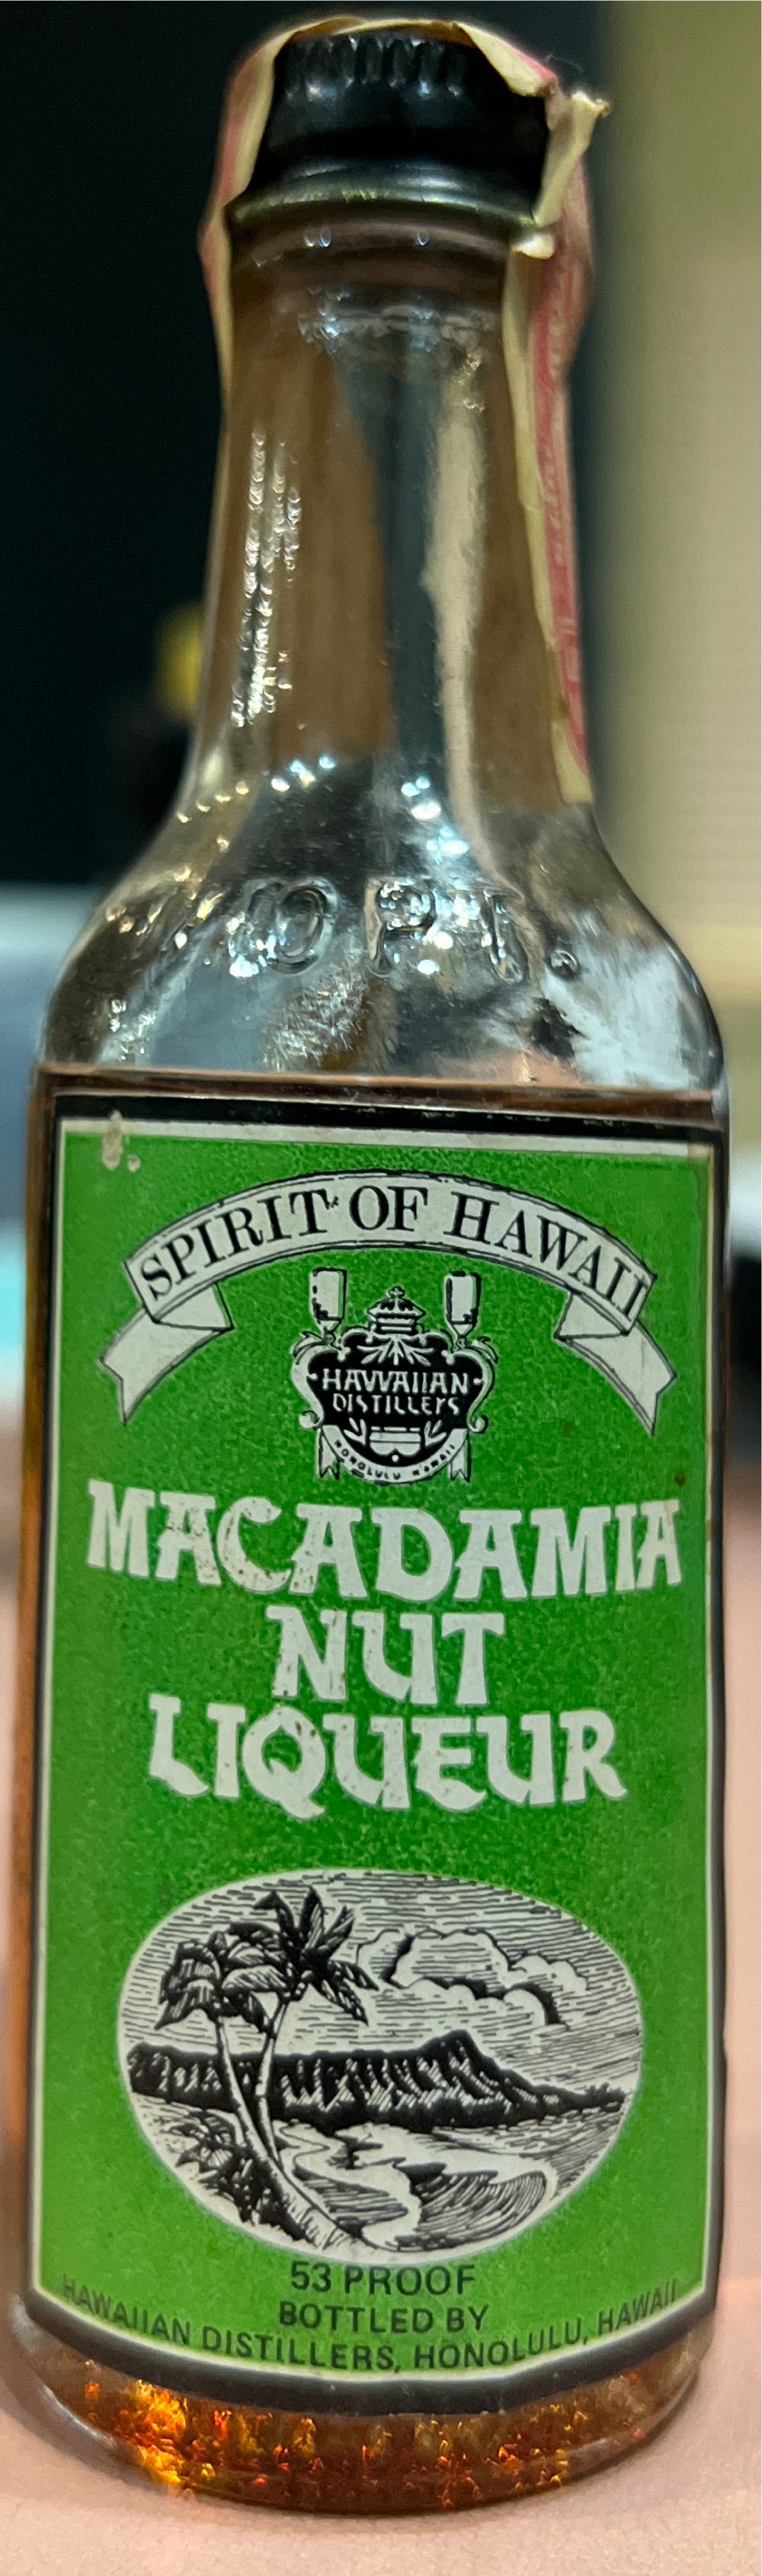 SPIRIT OF HAWAII
HAWAIIAN
DISTILLERS
HONOLULU HAWAII
MACADAMIA
NUT
LIQUEUR
53 PROOF
BOTTLED BY
HAWAIIAN DISTILLERS, HONOLULU, HAWAII